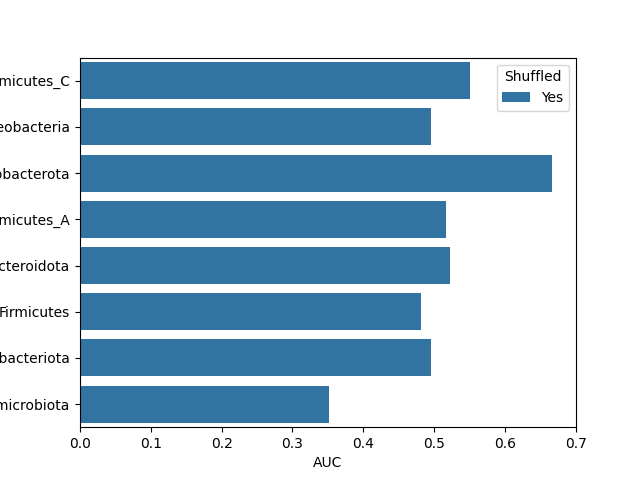 micutes_C
eobacteria
obacterota
micutes_A
cteroidota
Firmicutes
bacteriota
microbiota
0.0 0.1 0.2 0.3 0.4 0.5 0.6 0.7
AUC
Shuffled
Yes